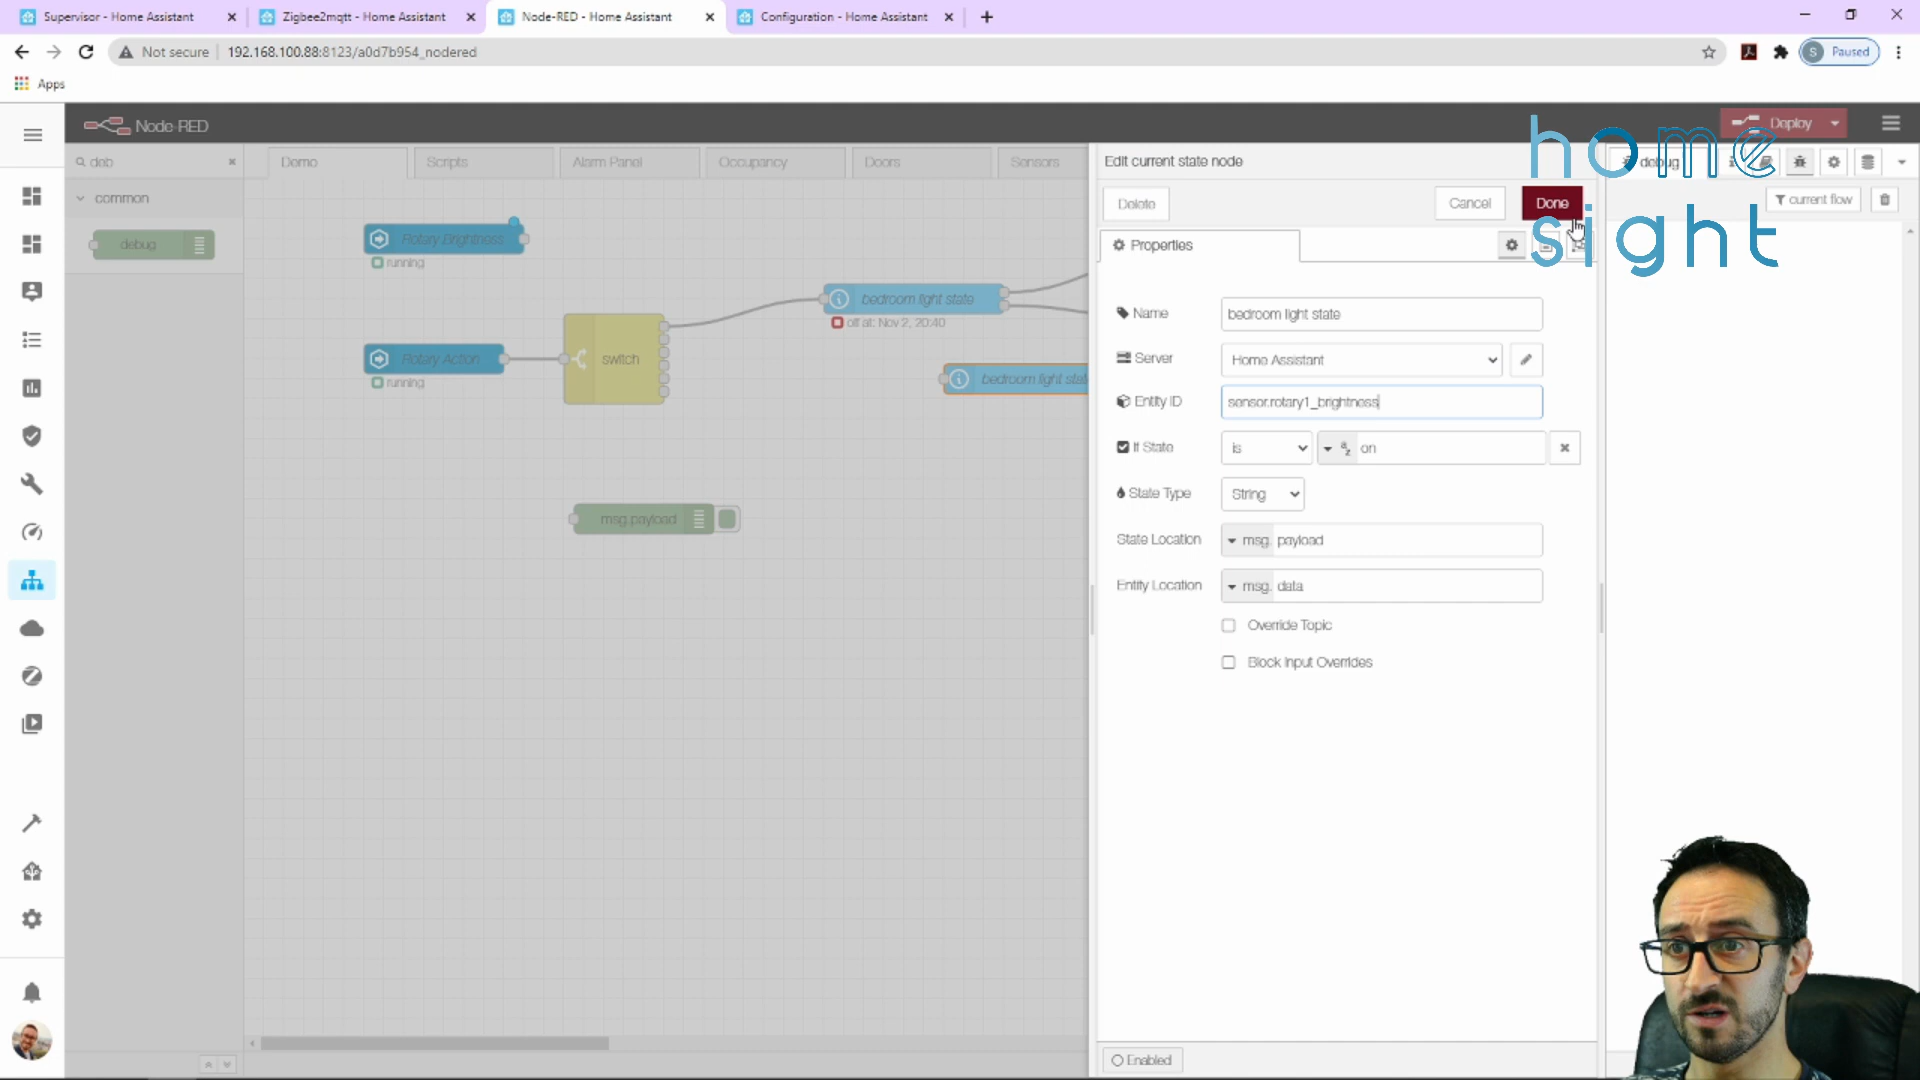 Supervisor - Home Assistant
Zigbee2mqtt - Home Assistant
Node-RED - Home Assistant
Configuration - Home Assistant
Not secure
192.168.100.88:8123/a0d7b954_nodered
S Paused
Apps
Node-RED
Deploy
deb
Demo
Scripts
Alarm Panel
Occupancy
Doors
Sensors
Edit current state node
debug
common
Delete
Cancel
Done
current flow
home
sight
debug
Rotary Brightness
running
Properties
bedroom light state
off at: Nov 2, 20:40
Name
bedroom light state
Rotary Action
running
switch
Server
Home Assistant
bedroom light stat
Entity ID
sensor.rotary1_brightness
If State
is
on
State Type
String
msg.payload
State Location
msg. payload
Entity Location
msg. data
Override Topic
Block Input Overrides
Enabled